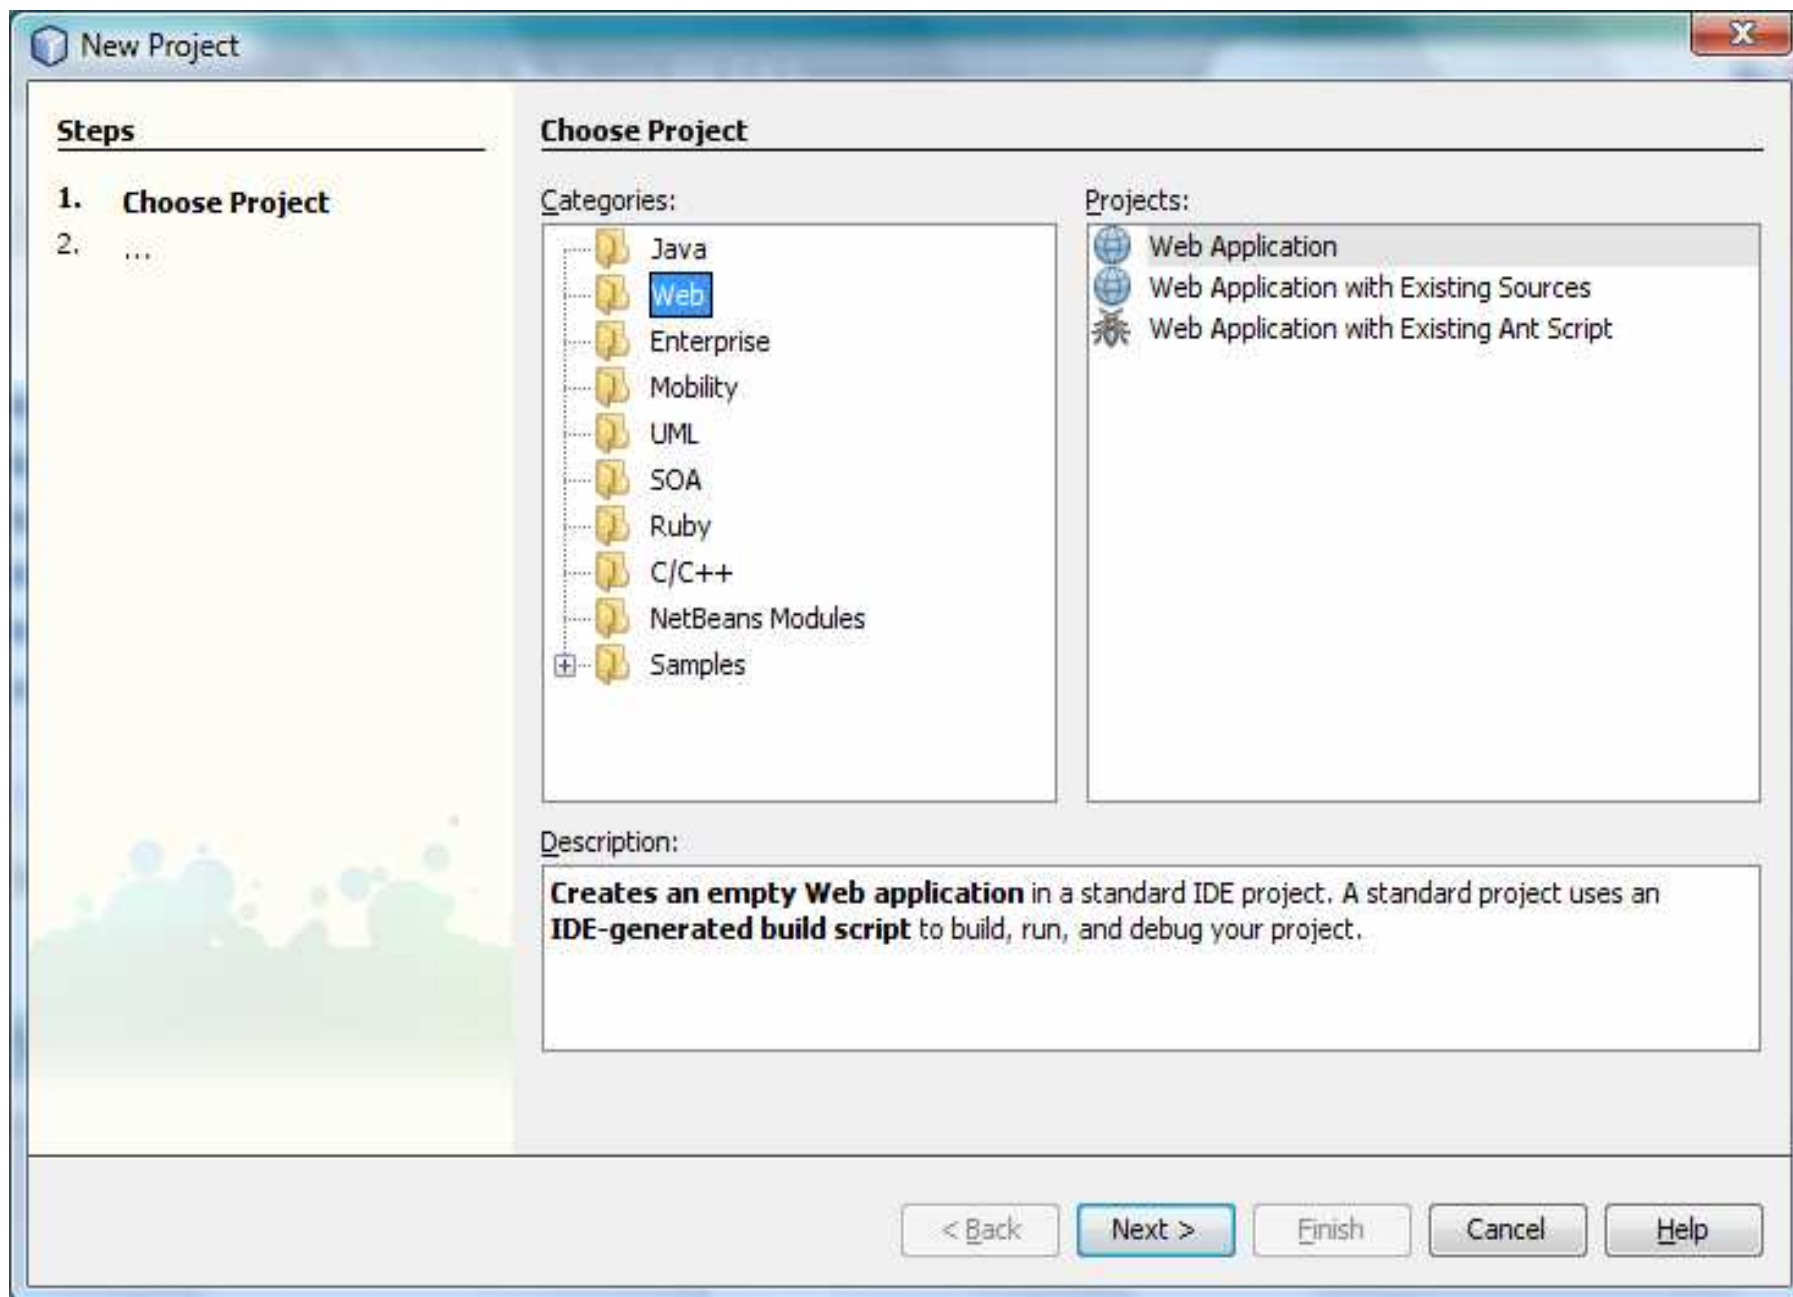 New Project
Steps
1. Choose Project
2. ...
Choose Project
Categories:
Java
Web
Enterprise
Mobility
UML
SOA
Ruby
C/C++
NetBeans Modules
Samples
Projects:
Web Application
Web Application with Existing Sources
Web Application with Existing Ant Script
Description:
Creates an empty Web application in a standard IDE project. A standard project uses an
IDE-generated build script to build, run, and debug your project.
< Back
Next >
Finish
Cancel
Help